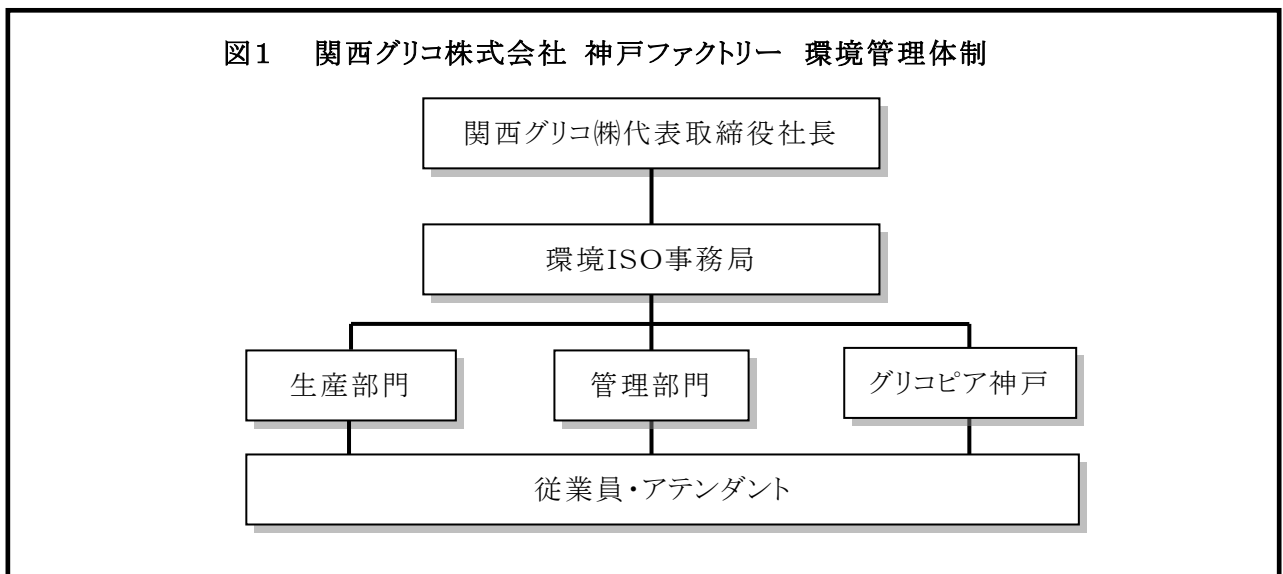 図1 関西グリコ株式会社 神戸ファクトリー 環境管理体制
関西グリコ㈱代表取締役社長
環境ISO事務局
生産部門
管理部門
グリコピア神戸
従業員・アテンダント